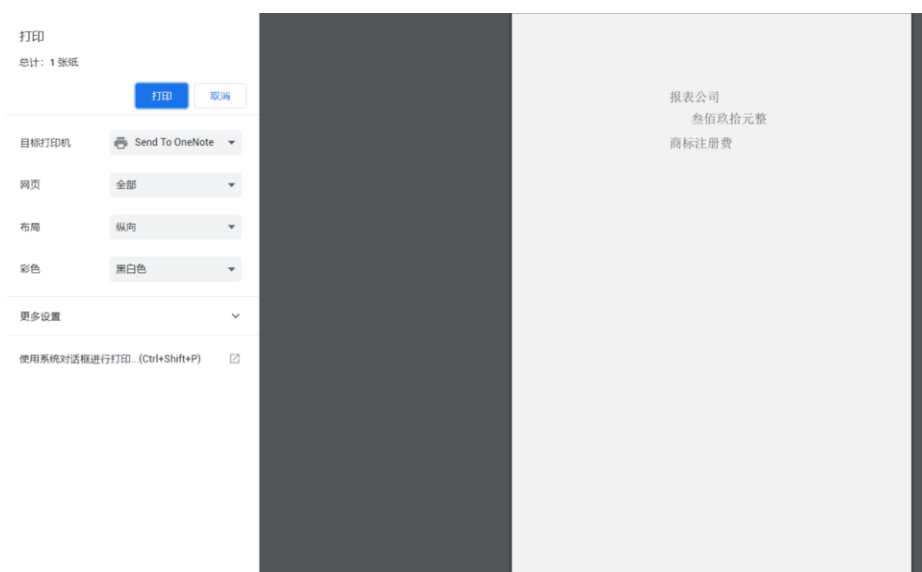 打印
总计：1 张纸
打印 取消
目标打印机 Send To OneNote
网页 全部
布局 纵向
彩色 黑白色
更多设置
使用系统对话框进行打印...(Ctrl+Shift+P)
报表公司
叁佰玖拾元整
商标注册费